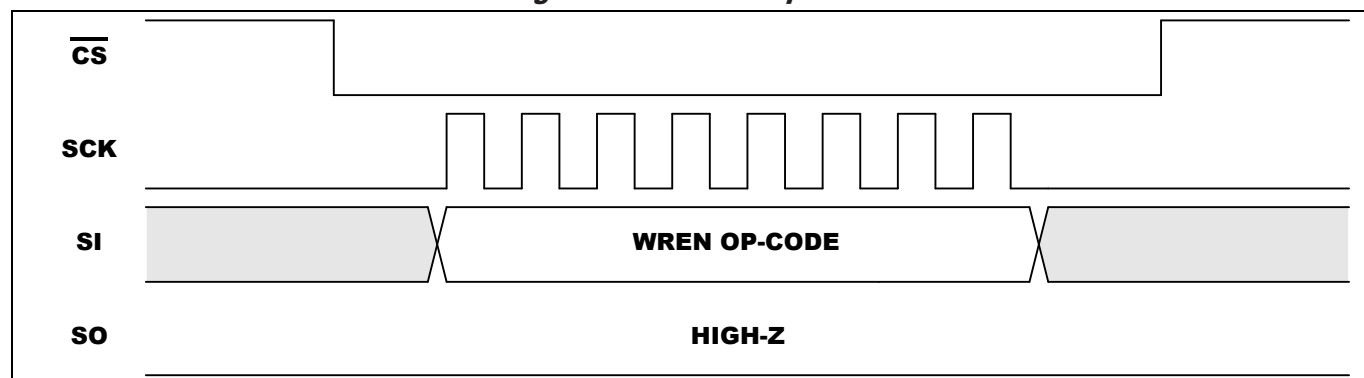 CS
SCK
SI
WREN OP-CODE
SO
HIGH-Z